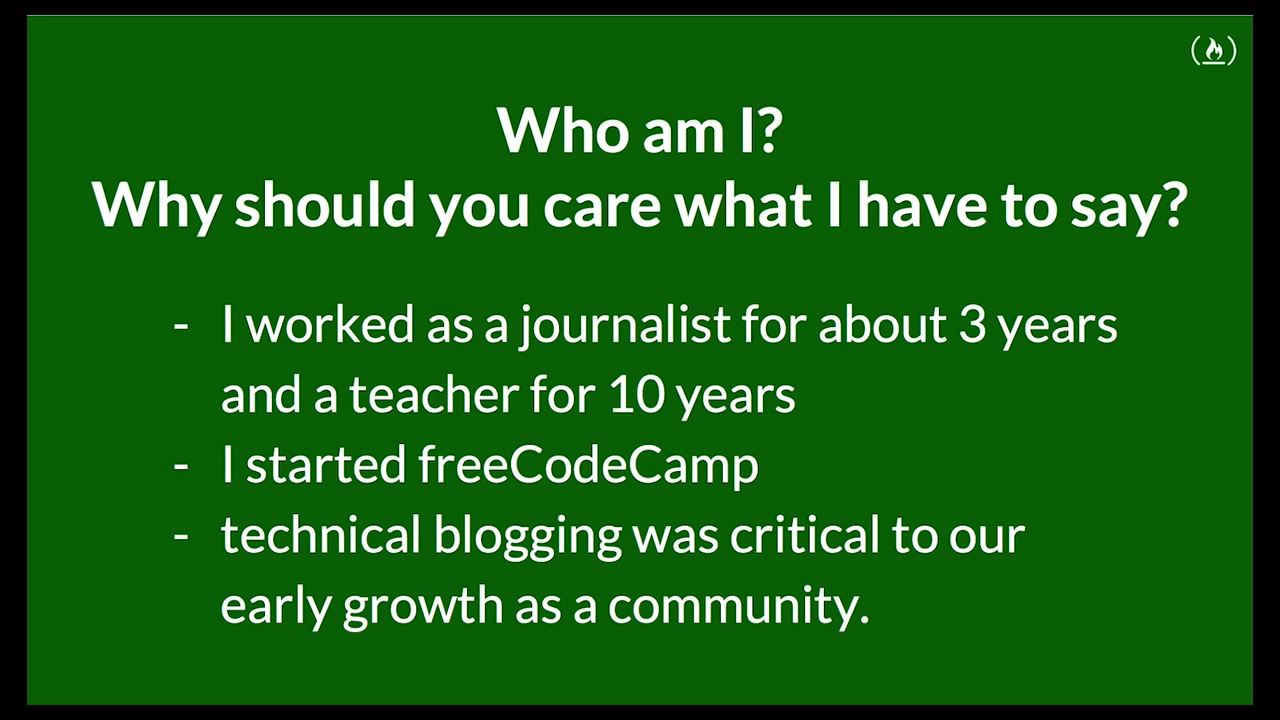 Who am I?
Why should you care what I have to say?
- I worked as a journalist for about 3 years
and a teacher for 10 years
- I started freeCodeCamp
- technical blogging was critical to our
early growth as a community.